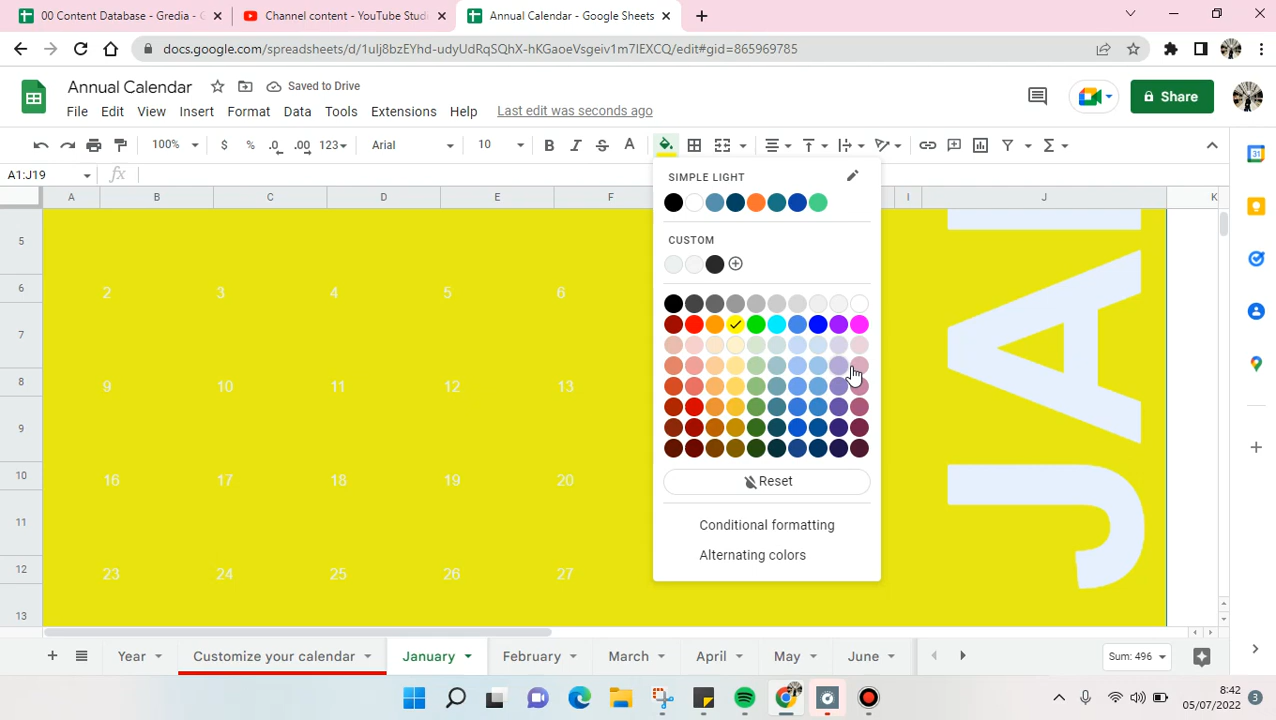 00 Content Database - Gredia - G
Channel content - YouTube Studi
Annual Calendar - Google Sheets
docs.google.com/spreadsheets/d/1uIj8bzEYhd-udyUdRqSQhX-hKGaoeVsgeiv1m7IEXCQ/edit#gid=865969785
Annual Calendar
Saved to Drive
File Edit View Insert Format Data Tools Extensions Help Last edit was seconds ago
Share
100% $ % .0 .00 123 Arial 10 B I S A
A1:J19 fx
SIMPLE LIGHT
A B C D E F I J K
CUSTOM
JAN
5
6 2 3 4 5 6
7
8 9 10 11 12 13
9
10 16 17 18 19 20
Reset
11
Conditional formatting
Alternating colors
12 23 24 25 26 27
13
Year Customize your calendar January February March April May June Sum: 496
8:42
05/07/2022
3